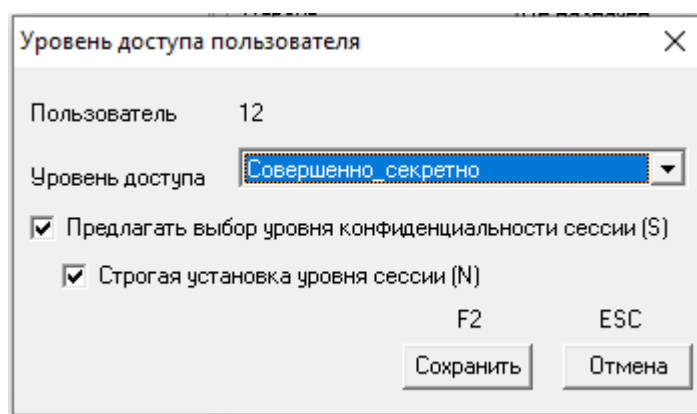 Уровень доступа пользователя
Пользователь 12
Уровень доступа Совершенно_секретно
Предлагать выбор уровня конфиденциальности сессии (S)
Строгая установка уровня сессии (N)
F2 ESC
Сохранить Отмена